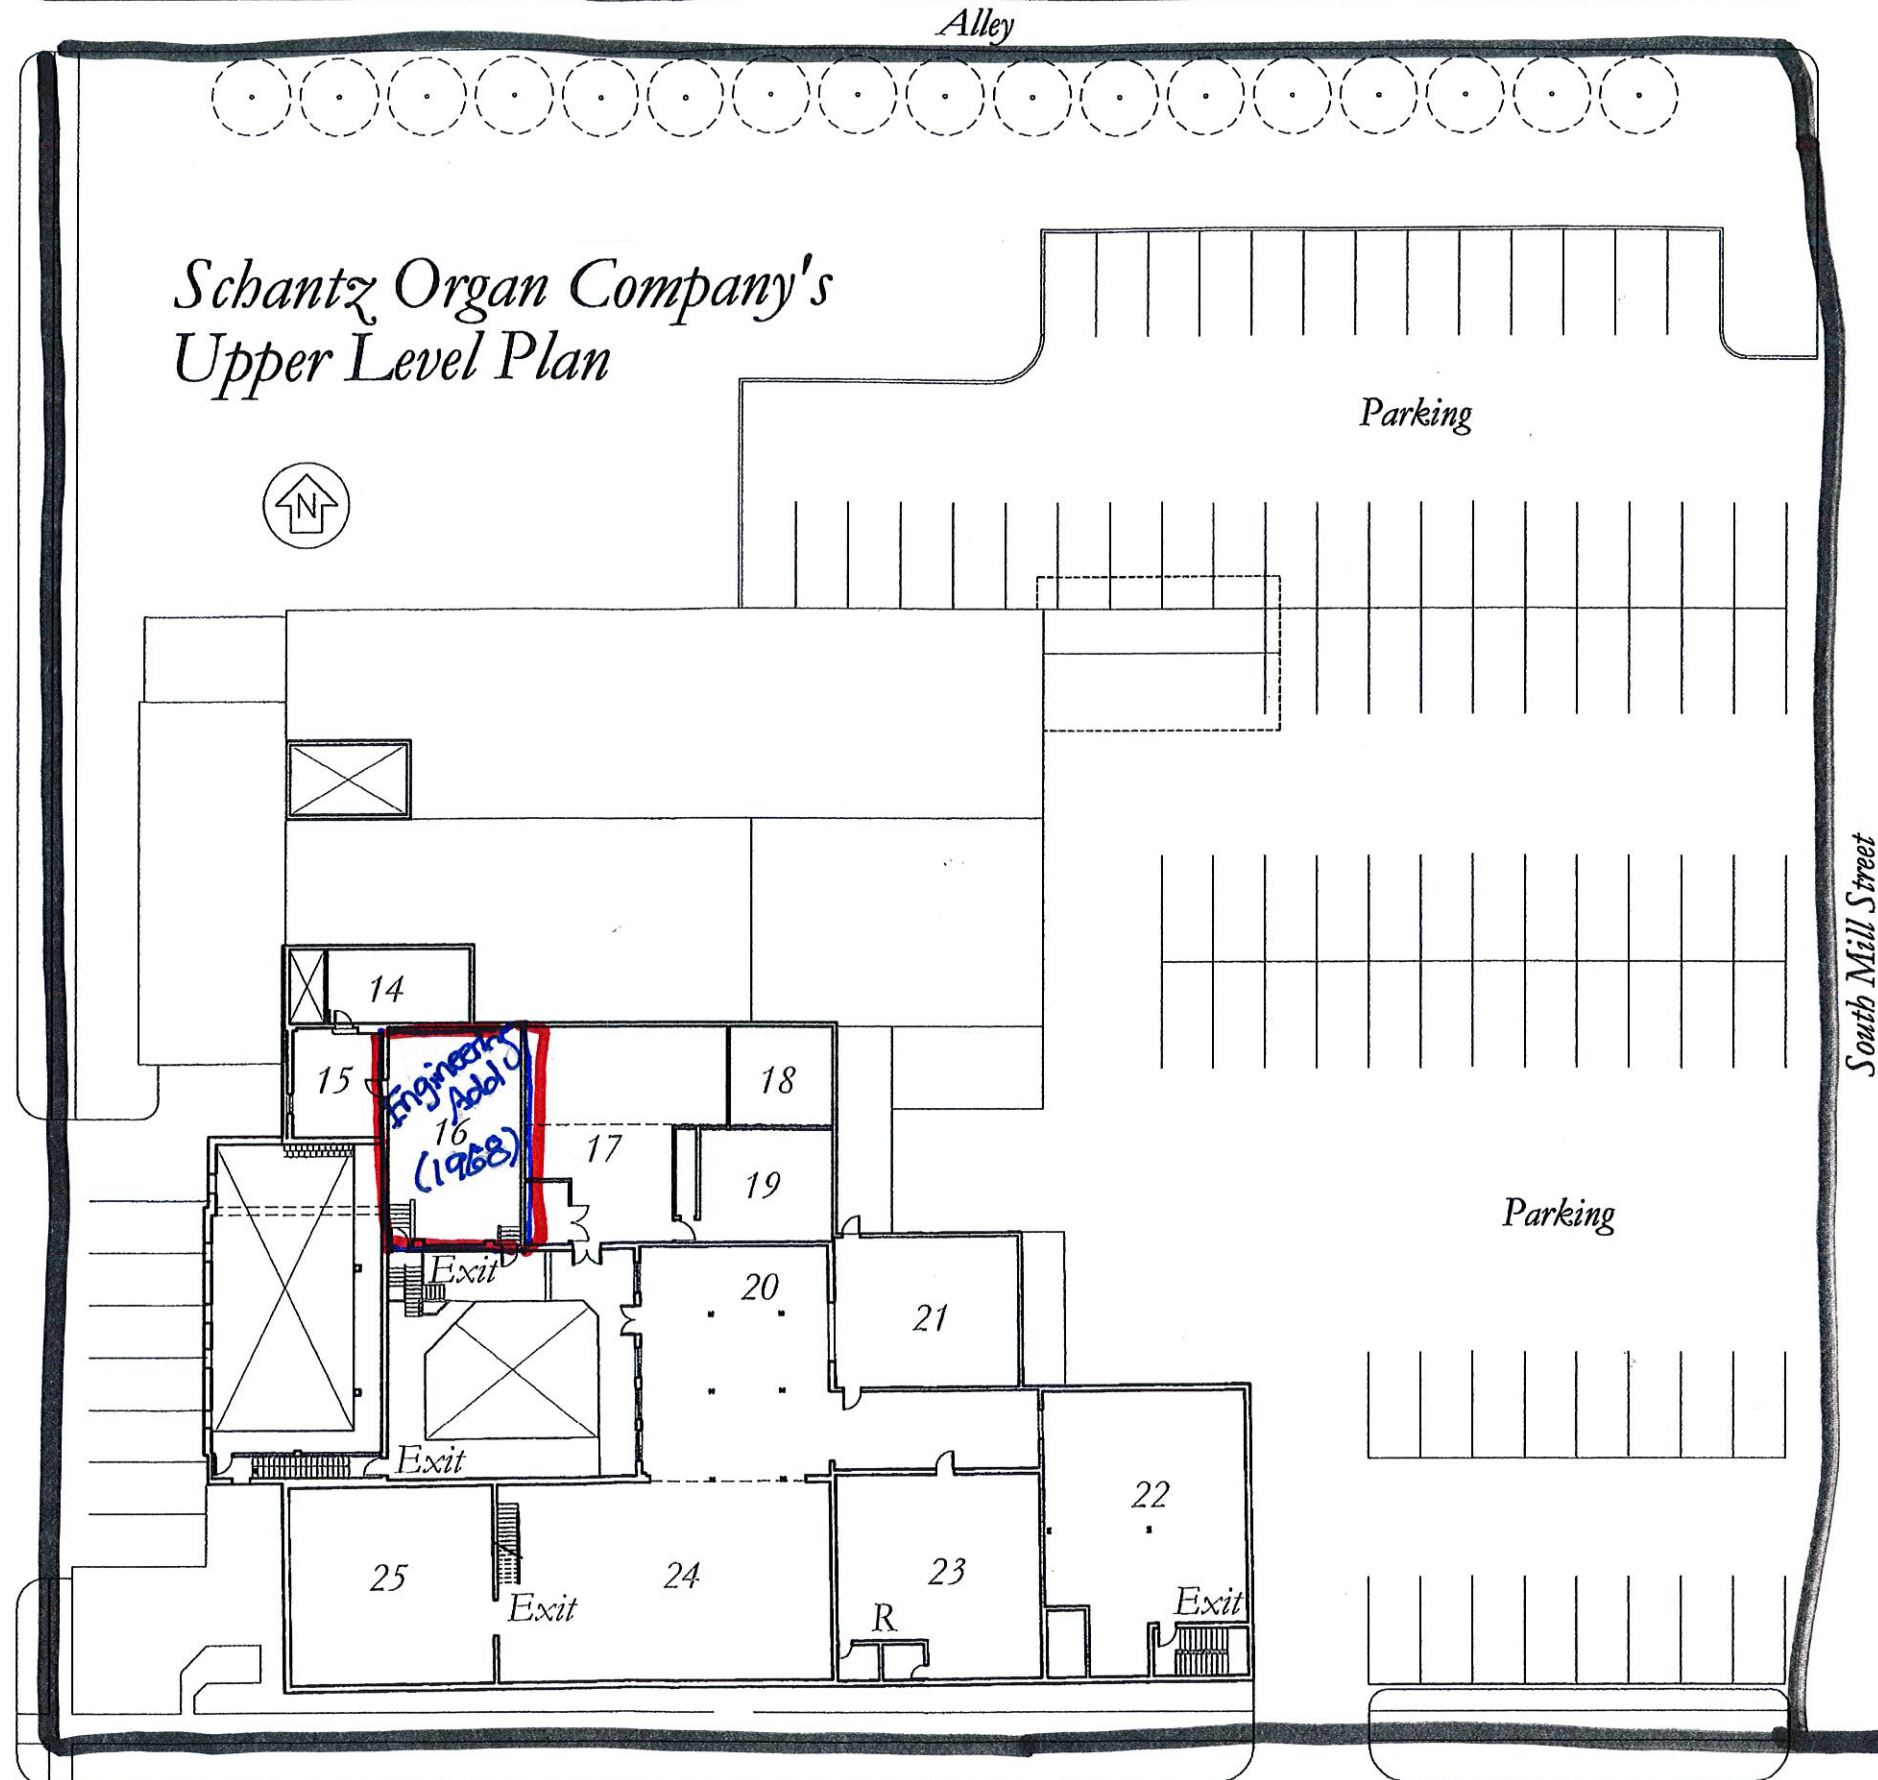 Alley
Schantz Organ Company's
Upper Level Plan
N
Parking
South Mill Street
14
15
Engineering
Add
16
(1968)
17
18
19
Parking
Exit
20
21
Exit
22
25
24
23
Exit
R
Exit